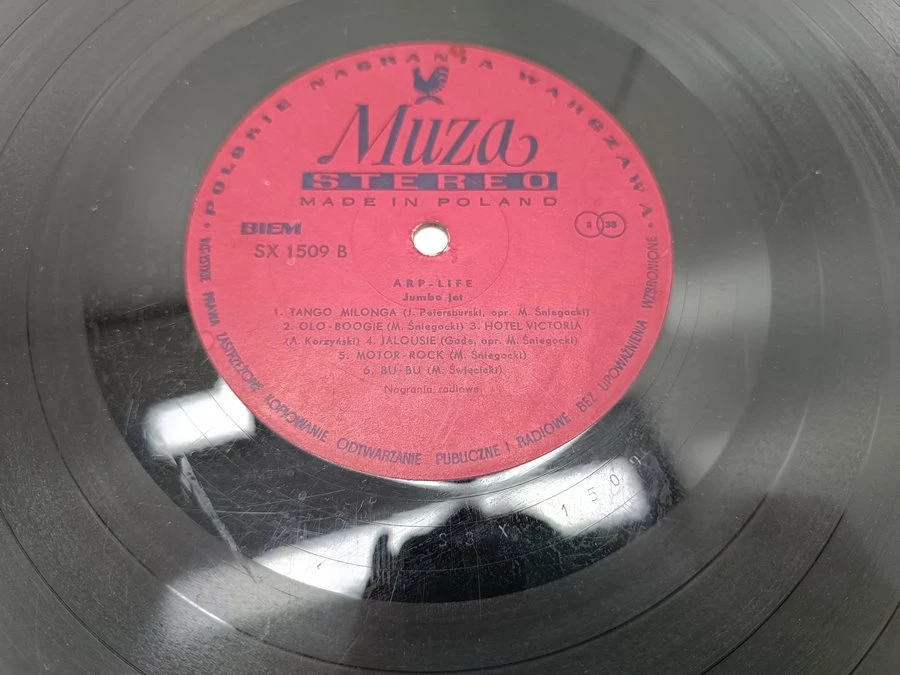 • POLSKIE NAGRANIA WARSZAWA •
Muza
STEREO
MADE IN POLAND
BIEM
SX 1509 B
33
ARP-LIFE
Jumbo Jet
1. TANGO MILONGA (J. Petersburski, opr. M. Śniegocki)
2. OLO-BOOGIE (M. Śniegocki) 3. HOTEL VICTORIA
(A. Korzyński) 4. JALOUSIE (Gade, opr. M. Śniegocki)
5. MOTOR-ROCK (M. Śniegocki)
6. BU-BU (M. Święcicki)
Nagrania radiowe
PRAWA ZASTRZEŻONE KOPIOWANIE ODTWARZANIE PUBLICZNE I RADIOWE BEZ UPOWAŻNIENIA WZBRONIONE